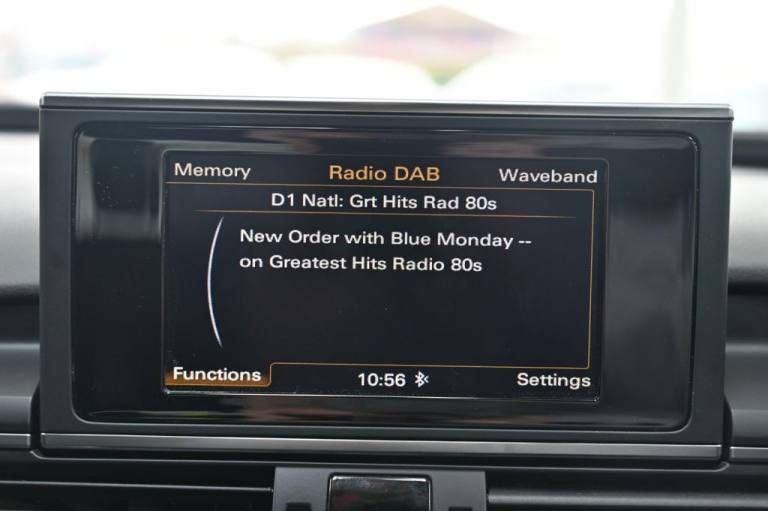 Memory Radio DAB Waveband
D1 Natl: Grt Hits Rad 80s
New Order with Blue Monday --
on Greatest Hits Radio 80s
Functions 10:56 Settings